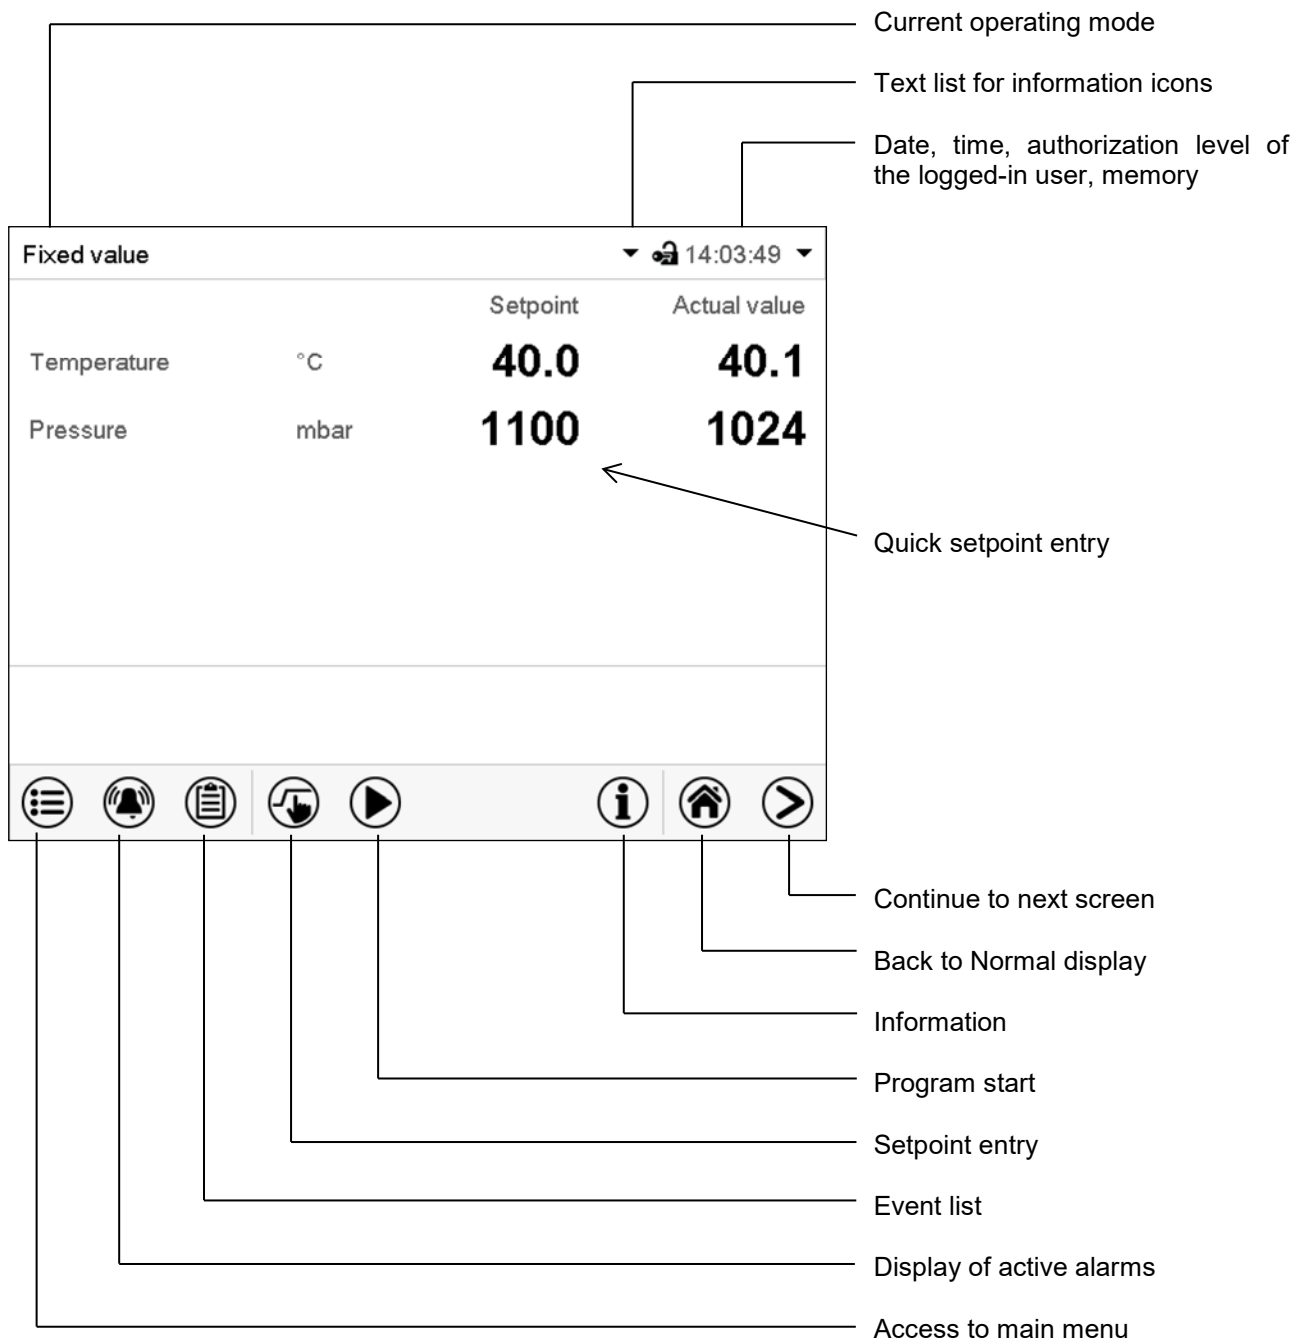 Current operating mode
Text list for information icons
Date, time, authorization level of
the logged-in user, memory
Fixed value 14:03:49
Setpoint Actual value
Temperature °C 40.0 40.1
Pressure mbar 1100 1024
Quick setpoint entry
Continue to next screen
Back to Normal display
Information
Program start
Setpoint entry
Event list
Display of active alarms
Access to main menu